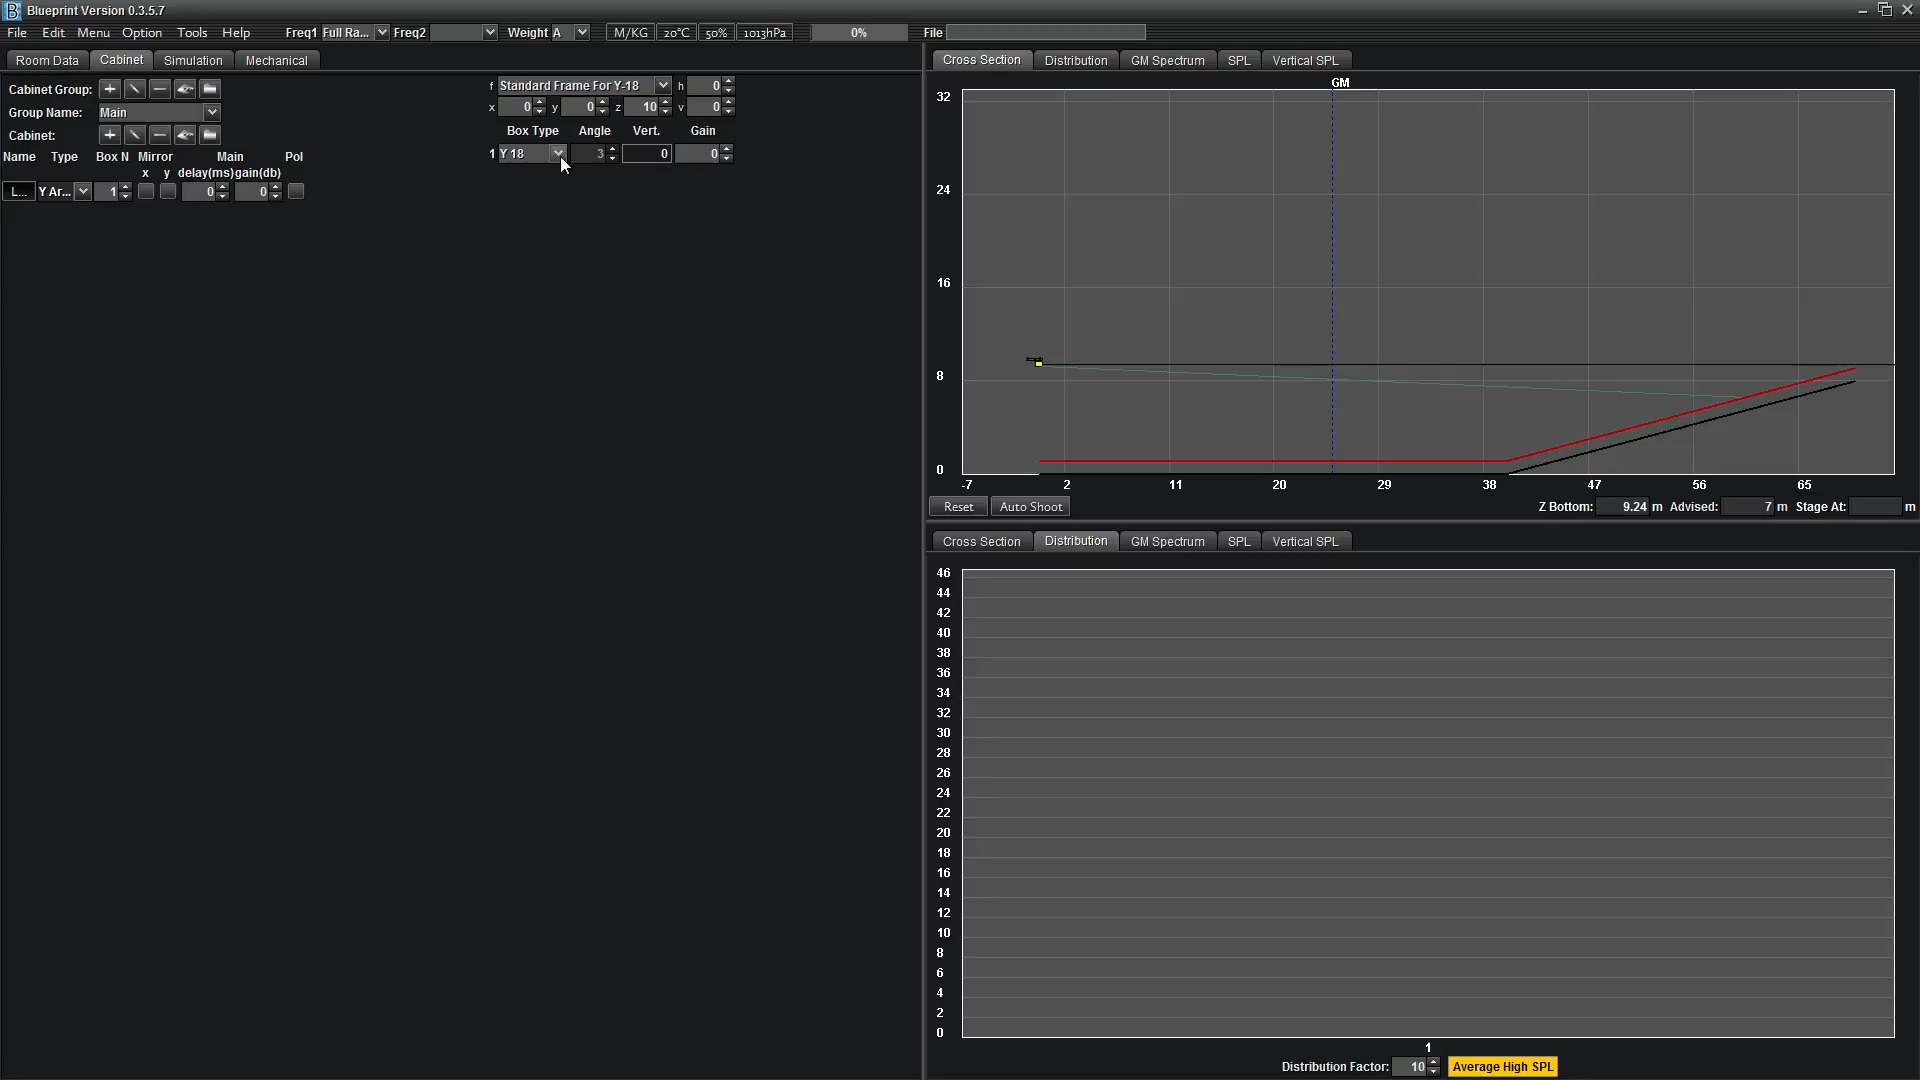 Blueprint Version 0.3.5.7
File Edit Menu Option Tools Help Freq1 Full Ra... Freq2 Weight A M/KG 20°C 50% 1013hPa 0% File
Room Data Cabinet Simulation Mechanical
Cabinet Group:
Group Name: Main
Cabinet:
Name Type Box N Mirror Main Pol
x y delay(ms) gain(db)
L... Y Ar... 1 0 0
f Standard Frame For Y-18 h 0
x 0 y 0 z 10 v 0
Box Type Angle Vert. Gain
1 Y 18 3 0 0
Cross Section Distribution GM Spectrum SPL Vertical SPL
GM
32
24
16
8
0
-7 2 11 20 29 38 47 56 65
Reset Auto Shoot Z Bottom: 9.24 m Advised: 7 m Stage At: m
Cross Section Distribution GM Spectrum SPL Vertical SPL
46
44
42
40
38
36
34
32
30
28
26
24
22
20
18
16
14
12
10
8
6
4
2
0
1
Distribution Factor: 10 Average High SPL